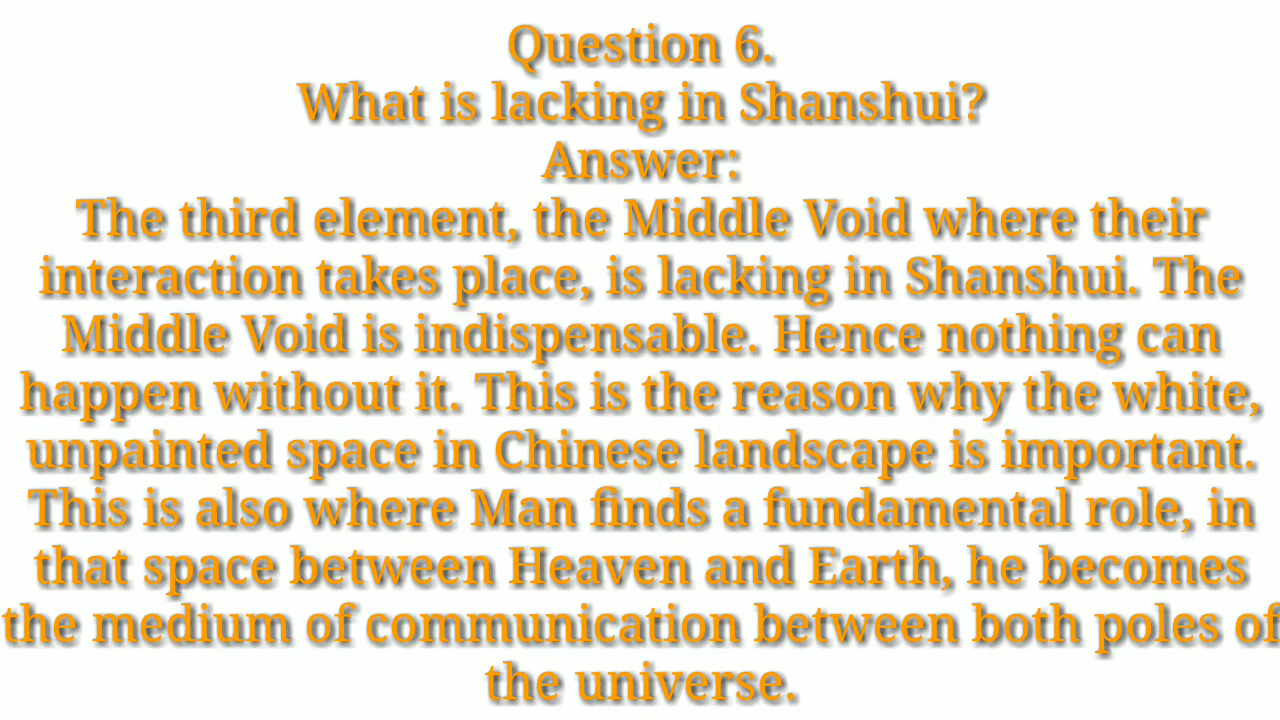 Question 6.
What is lacking in Shanshui?
Answer:
The third element, the Middle Void where their
interaction takes place, is lacking in Shanshui. The
Middle Void is indispensable. Hence nothing can
happen without it. This is the reason why the white,
unpainted space in Chinese landscape is important.
This is also where Man finds a fundamental role, in
that space between Heaven and Earth, he becomes
the medium of communication between both poles of
the universe.